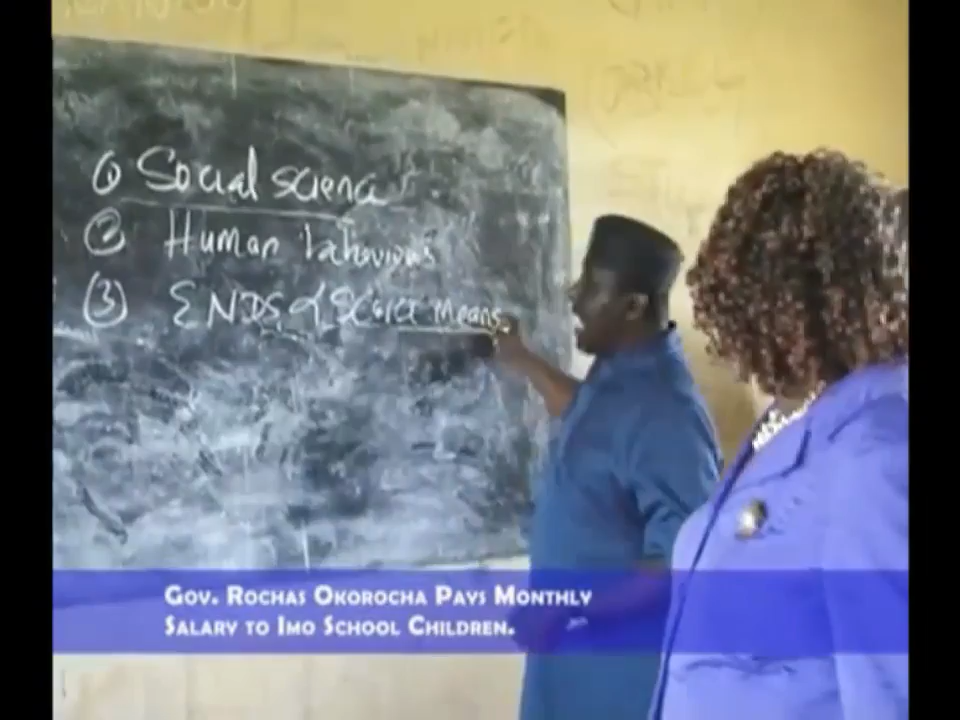 ① Social science
② Human behaviours
③ ENDS & Scarce means
GOV. ROCHAS OKOROCHA PAYS MONTHLY
SALARY TO IMO SCHOOL CHILDREN.